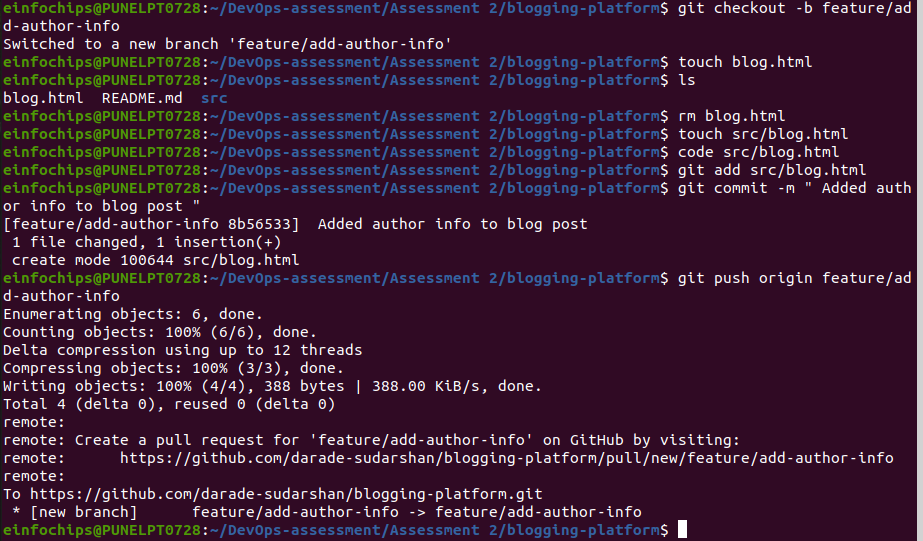 einfochips@PUNELPT0728:~/DevOps-assessment/Assessment 2/blogging-platform$ git checkout -b feature/ad
d-author-info
Switched to a new branch 'feature/add-author-info'
einfochips@PUNELPT0728:~/DevOps-assessment/Assessment 2/blogging-platform$ touch blog.html
einfochips@PUNELPT0728:~/DevOps-assessment/Assessment 2/blogging-platform$ ls
blog.html  README.md  src
einfochips@PUNELPT0728:~/DevOps-assessment/Assessment 2/blogging-platform$ rm blog.html
einfochips@PUNELPT0728:~/DevOps-assessment/Assessment 2/blogging-platform$ touch src/blog.html
einfochips@PUNELPT0728:~/DevOps-assessment/Assessment 2/blogging-platform$ code src/blog.html
einfochips@PUNELPT0728:~/DevOps-assessment/Assessment 2/blogging-platform$ git add src/blog.html
einfochips@PUNELPT0728:~/DevOps-assessment/Assessment 2/blogging-platform$ git commit -m " Added auth
or info to blog post "
[feature/add-author-info 8b56533]  Added author info to blog post
 1 file changed, 1 insertion(+)
 create mode 100644 src/blog.html
einfochips@PUNELPT0728:~/DevOps-assessment/Assessment 2/blogging-platform$ git push origin feature/ad
d-author-info
Enumerating objects: 6, done.
Counting objects: 100% (6/6), done.
Delta compression using up to 12 threads
Compressing objects: 100% (3/3), done.
Writing objects: 100% (4/4), 388 bytes | 388.00 KiB/s, done.
Total 4 (delta 0), reused 0 (delta 0)
remote:
remote: Create a pull request for 'feature/add-author-info' on GitHub by visiting:
remote:      https://github.com/darade-sudarshan/blogging-platform/pull/new/feature/add-author-info
remote:
To https://github.com/darade-sudarshan/blogging-platform.git
 * [new branch]      feature/add-author-info -> feature/add-author-info
einfochips@PUNELPT0728:~/DevOps-assessment/Assessment 2/blogging-platform$